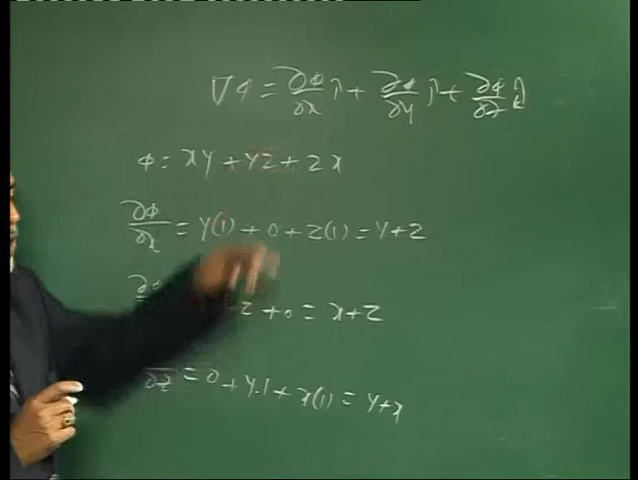 ∇φ = ∂φ/∂x î + ∂φ/∂y ĵ + ∂φ/∂z k̂
φ = xy + yz + zx
∂φ/∂x = y(1) + 0 + z(1) = y + z
z + 0 = x + z
∂z = 0 + y.1 + x(1) = y + x